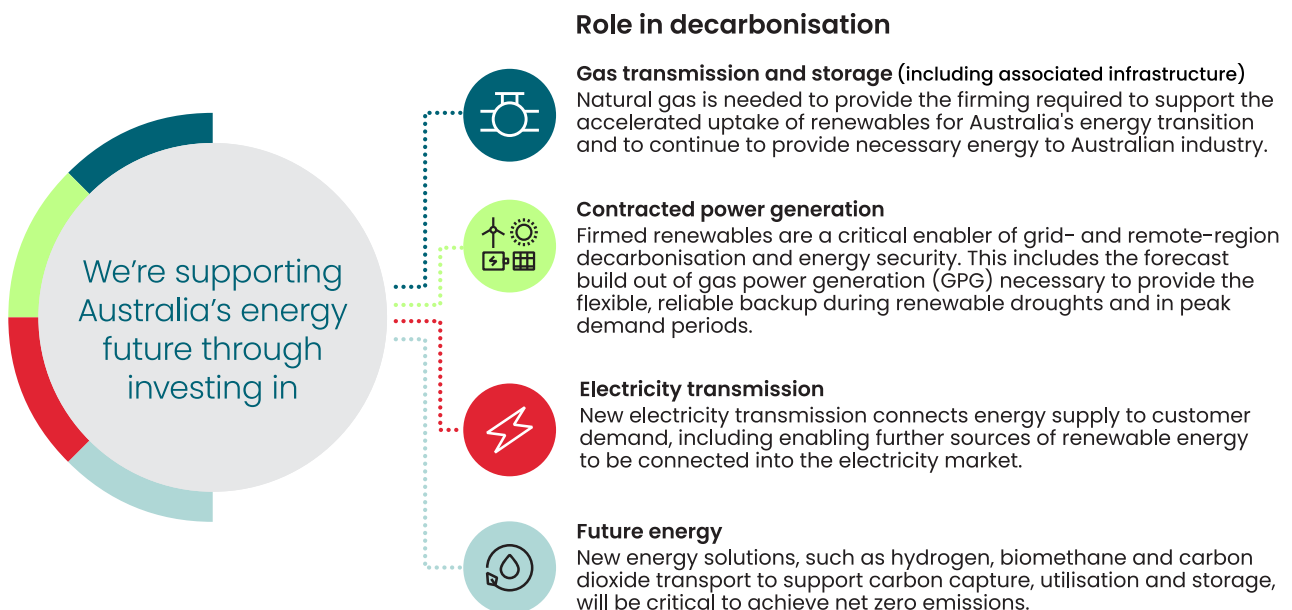 Role in decarbonisation
We're supporting
Australia's energy
future through
investing in
Gas transmission and storage (including associated infrastructure)
Natural gas is needed to provide the firming required to support the
accelerated uptake of renewables for Australia's energy transition
and to continue to provide necessary energy to Australian industry.
Contracted power generation
Firmed renewables are a critical enabler of grid- and remote-region
decarbonisation and energy security. This includes the forecast
build out of gas power generation (GPG) necessary to provide the
flexible, reliable backup during renewable droughts and in peak
demand periods.
Electricity transmission
New electricity transmission connects energy supply to customer
demand, including enabling further sources of renewable energy
to be connected into the electricity market.
Future energy
New energy solutions, such as hydrogen, biomethane and carbon
dioxide transport to support carbon capture, utilisation and storage,
will be critical to achieve net zero emissions.